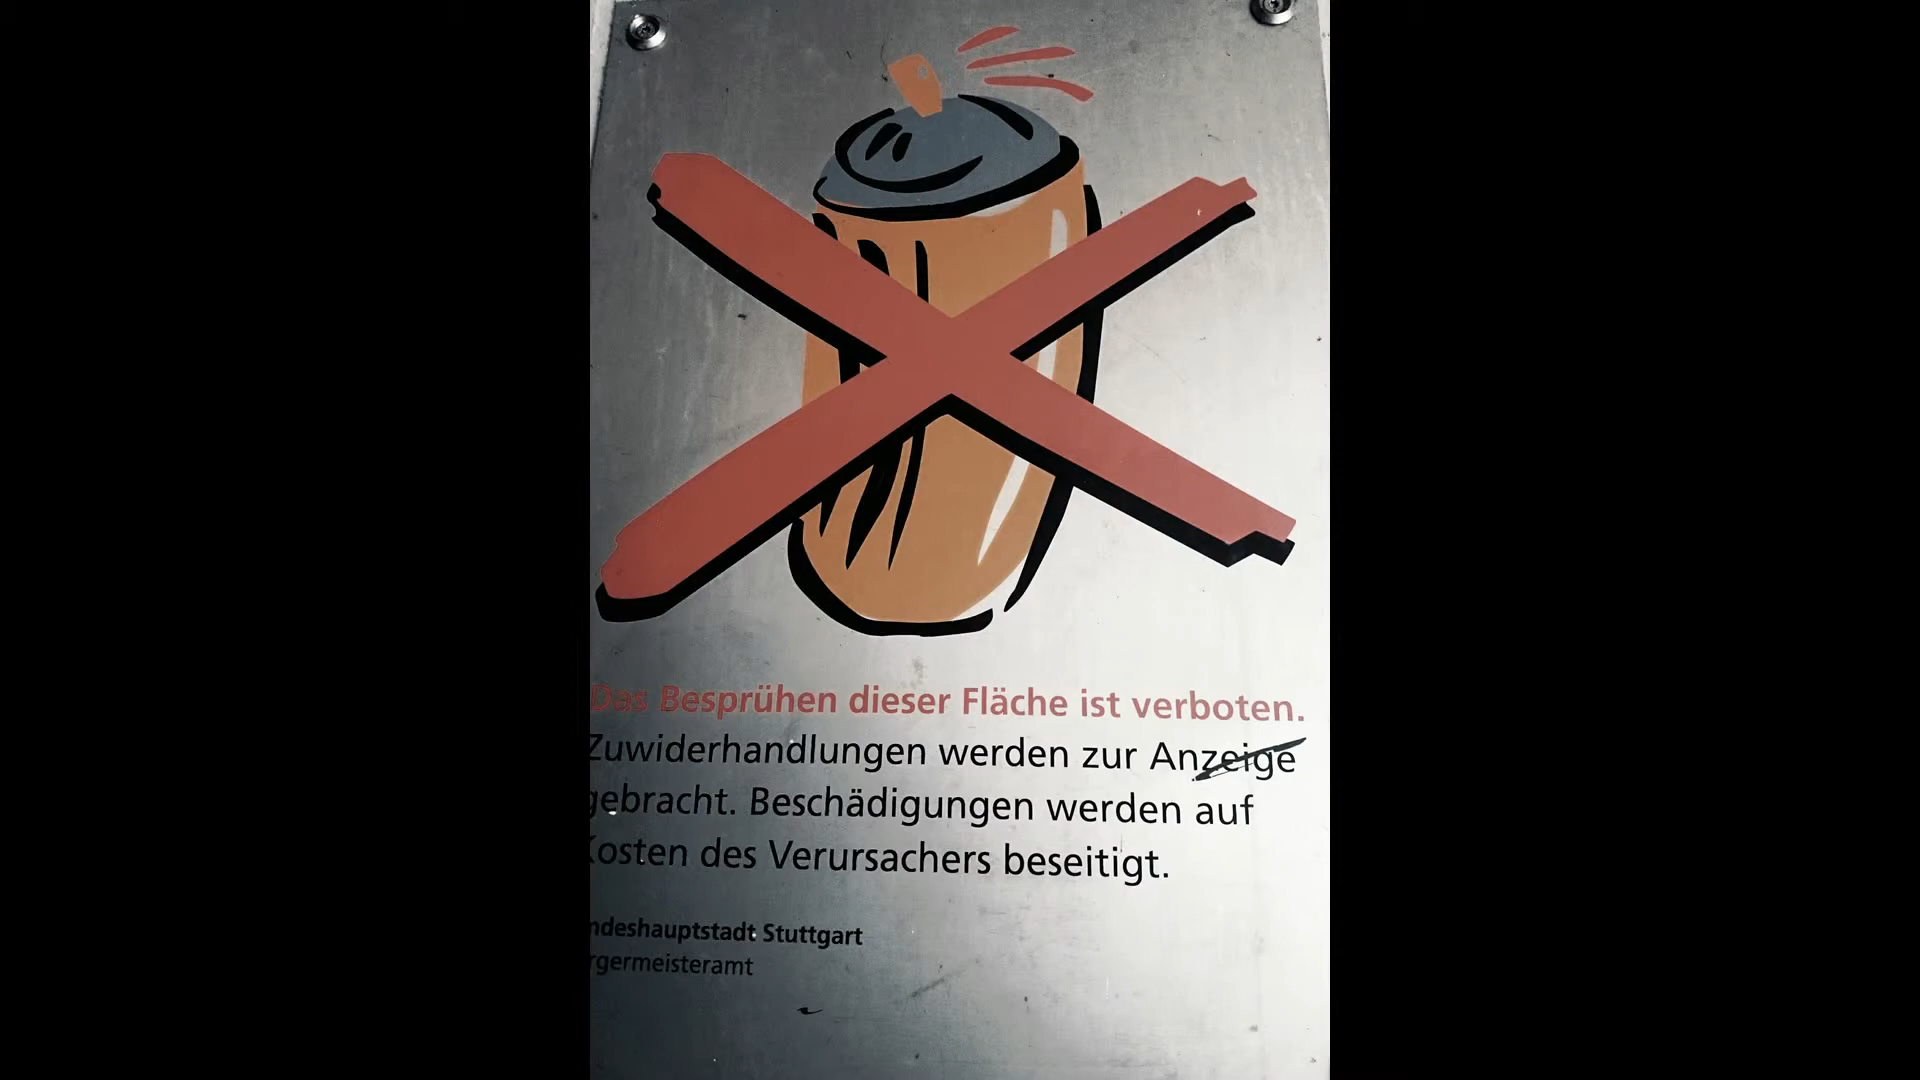 Das Besprühen dieser Fläche ist verboten.
Zuwiderhandlungen werden zur Anzeige
gebracht. Beschädigungen werden auf
Kosten des Verursachers beseitigt.
ndeshauptstadt Stuttgart
rgermeisteramt